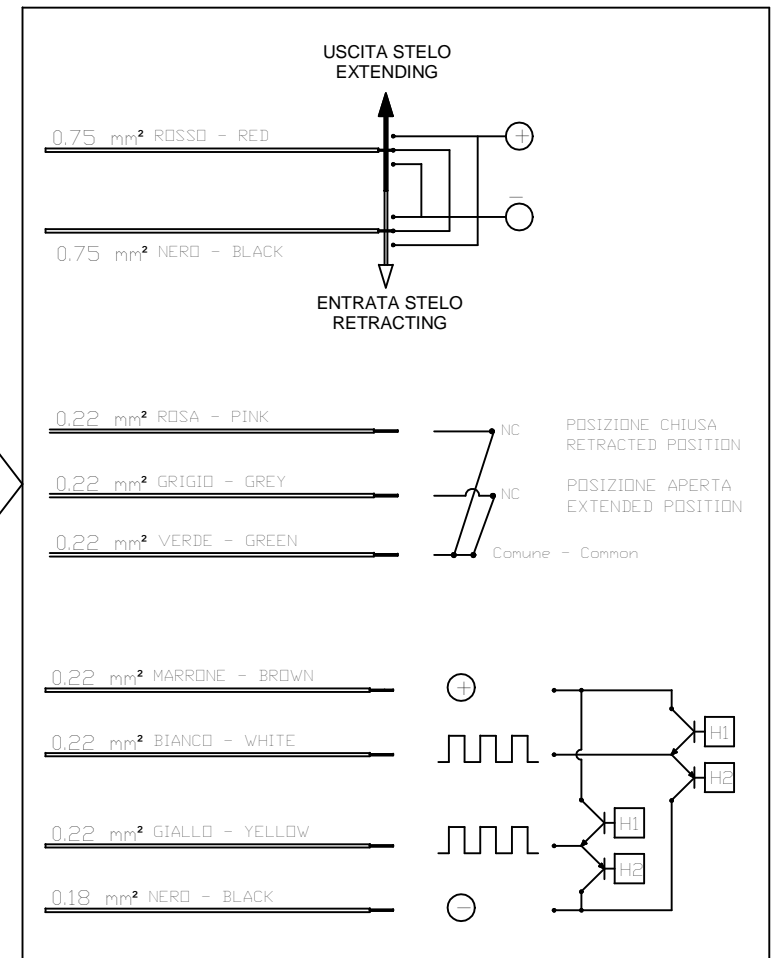 USCITA STELO
EXTENDING
0.75 mm² ROSSO - RED
+
-
0.75 mm² NERO - BLACK
ENTRATA STELO
RETRACTING
0.22 mm² ROSA - PINK
NC
POSIZIONE CHIUSA
RETRACTED POSITION
0.22 mm² GRIGIO - GREY
NC
POSIZIONE APERTA
EXTENDED POSITION
0.22 mm² VERDE - GREEN
Comune - Common
0.22 mm² MARRONE - BROWN
+
H1
0.22 mm² BIANCO - WHITE
H2
0.22 mm² GIALLO - YELLOW
H1
H2
0.18 mm² NERO - BLACK
-